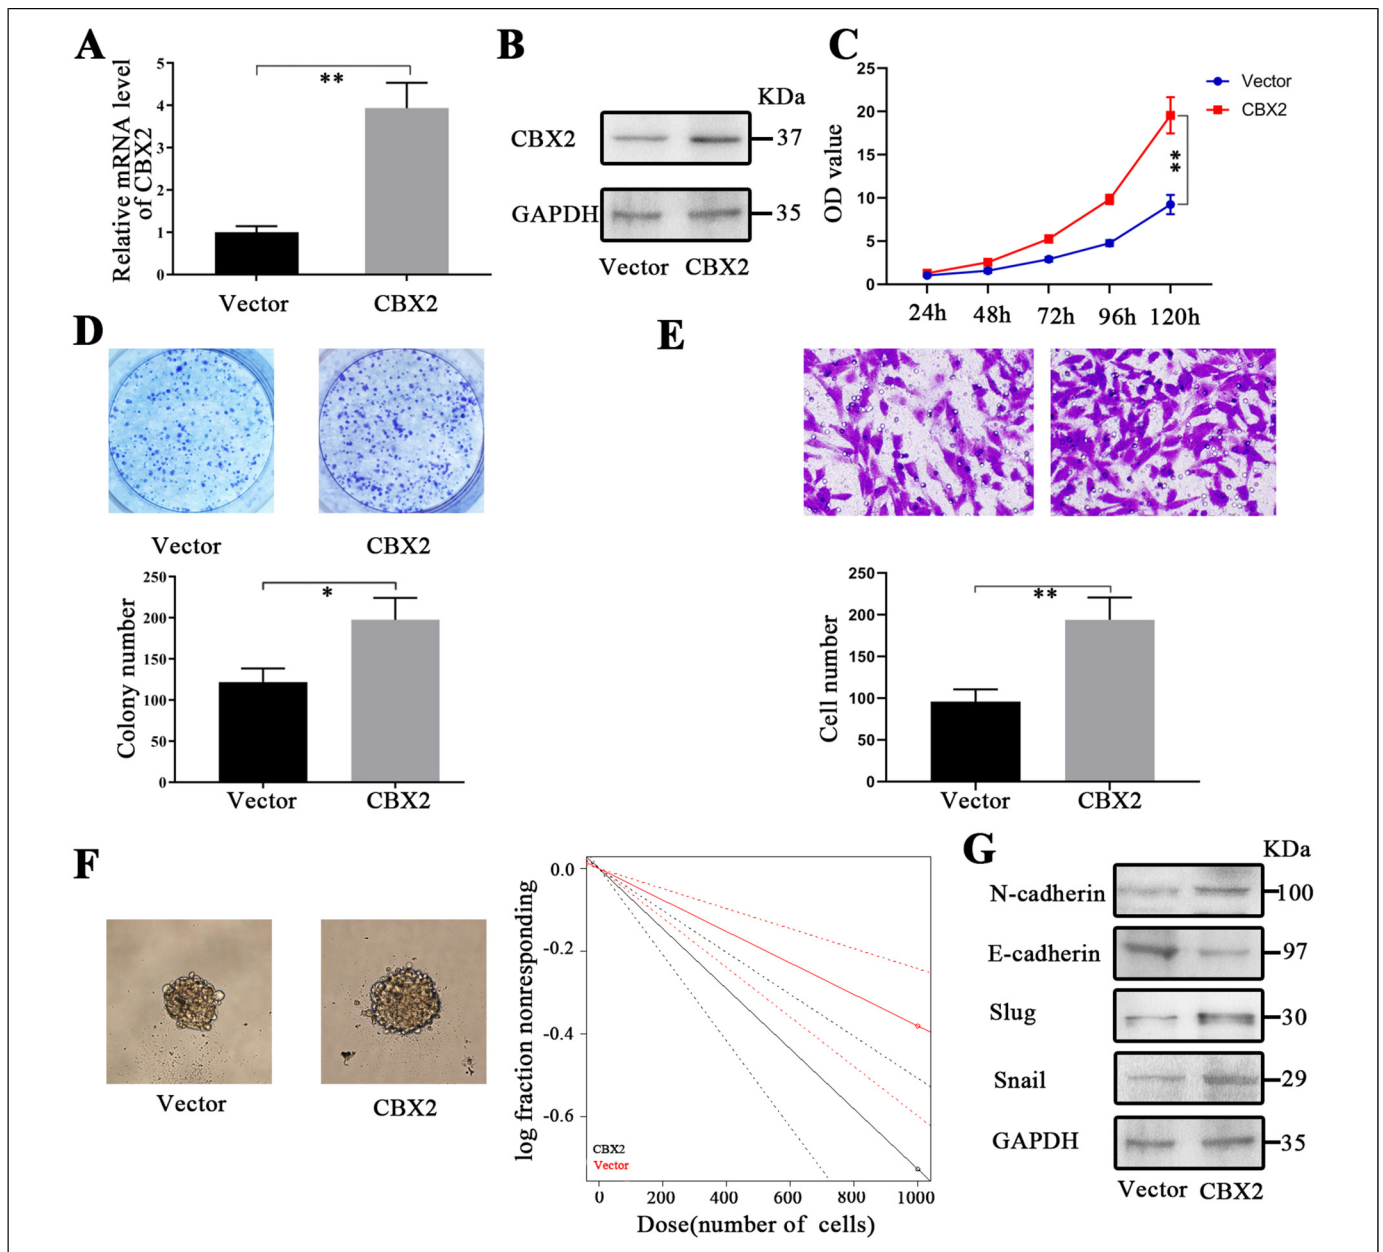 A
Relative mRNA level
of CBX2
5
4
3
2
1
0
**
Vector
CBX2
B
KDa
CBX2
37
GAPDH
35
Vector CBX2
C
OD value
25
20
15
10
5
0
24h 48h 72h 96h 120h
**
Vector
CBX2
D
Vector
CBX2
Colony number
250
200
150
100
50
0
*
Vector
CBX2
E
Cell number
250
200
150
100
50
0
**
Vector
CBX2
F
Vector
CBX2
log fraction nonresponding
0.0
-0.2
-0.4
-0.6
CBX2
Vector
0 200 400 600 800 1000
Dose(number of cells)
G
KDa
N-cadherin
100
E-cadherin
97
Slug
30
Snail
29
GAPDH
35
Vector CBX2